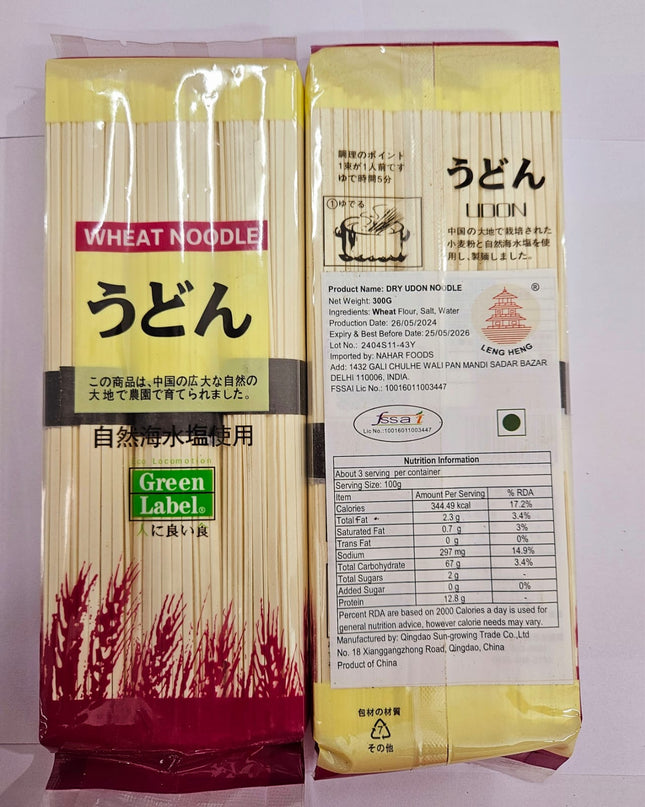 WHEAT NOODLE
うどん
この商品は、中国の広大な自然の
大地で農園で育てられました。
自然海水塩使用
Eco Locomotion
Green
Label®
人に良い食
調理のポイント
1束が1人前です
ゆで時間5分
①ゆでる
うどん
UDON
中国の大地で栽培された
小麦粉と自然海水塩を使
用し、製麺しました。
Product Name: DRY UDON NOODLE
Net Weight: 300G
Ingredients: Wheat Flour, Salt, Water
Production Date: 26/05/2024
Expiry & Best Before Date: 25/05/2026
Lot No.: 2404S11-43Y
Imported by: NAHAR FOODS
Add: 1432 GALI CHULHE WALI PAN MANDI SADAR BAZAR
DELHI 110006, INDIA.
FSSAI Lic No.: 10016011003447
®
LENG HENG
fssai
Lic No.:10016011003447
Nutrition Information
About 3 serving per container
Serving Size: 100g
Item Amount Per Serving % RDA
Calories 344.49 kcal 17.2%
Total Fat 2.3 g 3.4%
Saturated Fat 0.7 g 3%
Trans Fat 0 g 0%
Sodium 297 mg 14.9%
Total Carbohydrate 67 g 3.4%
Total Sugars 2 g -
Added Sugar 0 g 0%
Protein 12.8 g -
Percent RDA are based on 2000 Calories a day is used for
general nutrition advice, however calorie needs may vary.
Manufactured by: Qingdao Sun-growing Trade Co.,Ltd
No. 18 Xianggangzhong Road, Qingdao, China
Product of China
包材の材質
7
その他